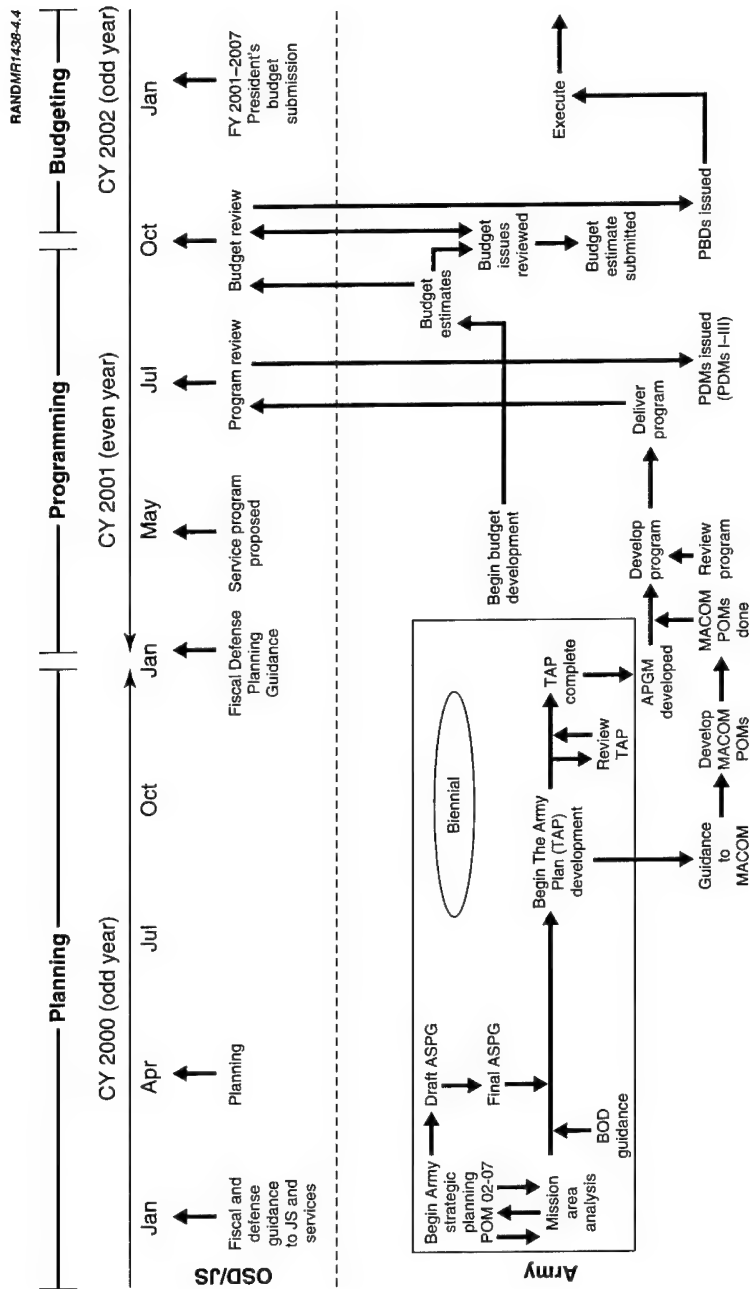 RANDMR1438-4.4
Planning
Programming
Budgeting
CY 2000 (odd year)
CY 2001 (even year)
CY 2002 (odd year)
Jan
Apr
Jul
Oct
Jan
May
Jul
Oct
Jan
OSD/JS
Fiscal and
defense
guidance
to JS and
services
Planning
Fiscal Defense
Planning
Guidance
Service program
proposed
Program review
Budget review
FY 2001–2007
President's
budget
submission
Army
Begin Army
strategic
planning
POM 02-07
Mission
area
analysis
Draft ASPG
Final ASPG
BOD
guidance
Biennial
Begin The Army
Plan (TAP)
development
Review
TAP
TAP
complete
Guidance
to
MACOM
Develop
MACOM
POMs
MACOM
POMs
done
APGM
developed
Develop
program
Review
program
Deliver
program
Begin budget
development
Budget
estimates
Budget
issues
reviewed
Budget
estimate
submitted
PDMs issued
(PDMs I–III)
PBDs issued
Execute